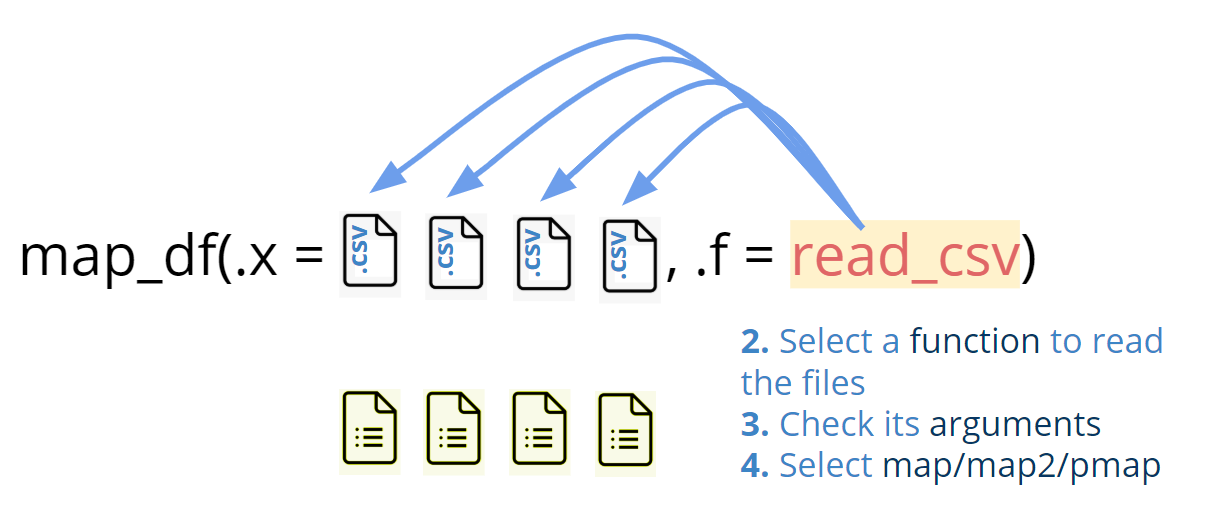 map_df(.x = .csv .csv .csv .csv , .f = read_csv)
2. Select a function to read
the files
3. Check its arguments
4. Select map/map2/pmap